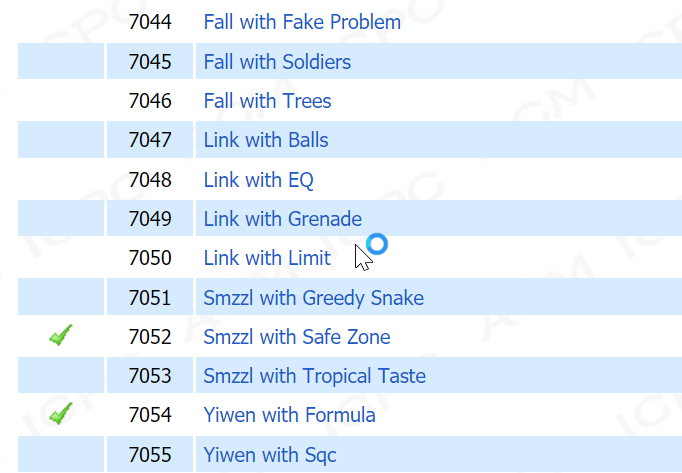 7044 Fall with Fake Problem
7045 Fall with Soldiers
7046 Fall with Trees
7047 Link with Balls
7048 Link with EQ
7049 Link with Grenade
7050 Link with Limit
7051 Smzzl with Greedy Snake
7052 Smzzl with Safe Zone
7053 Smzzl with Tropical Taste
7054 Yiwen with Formula
7055 Yiwen with Sqc